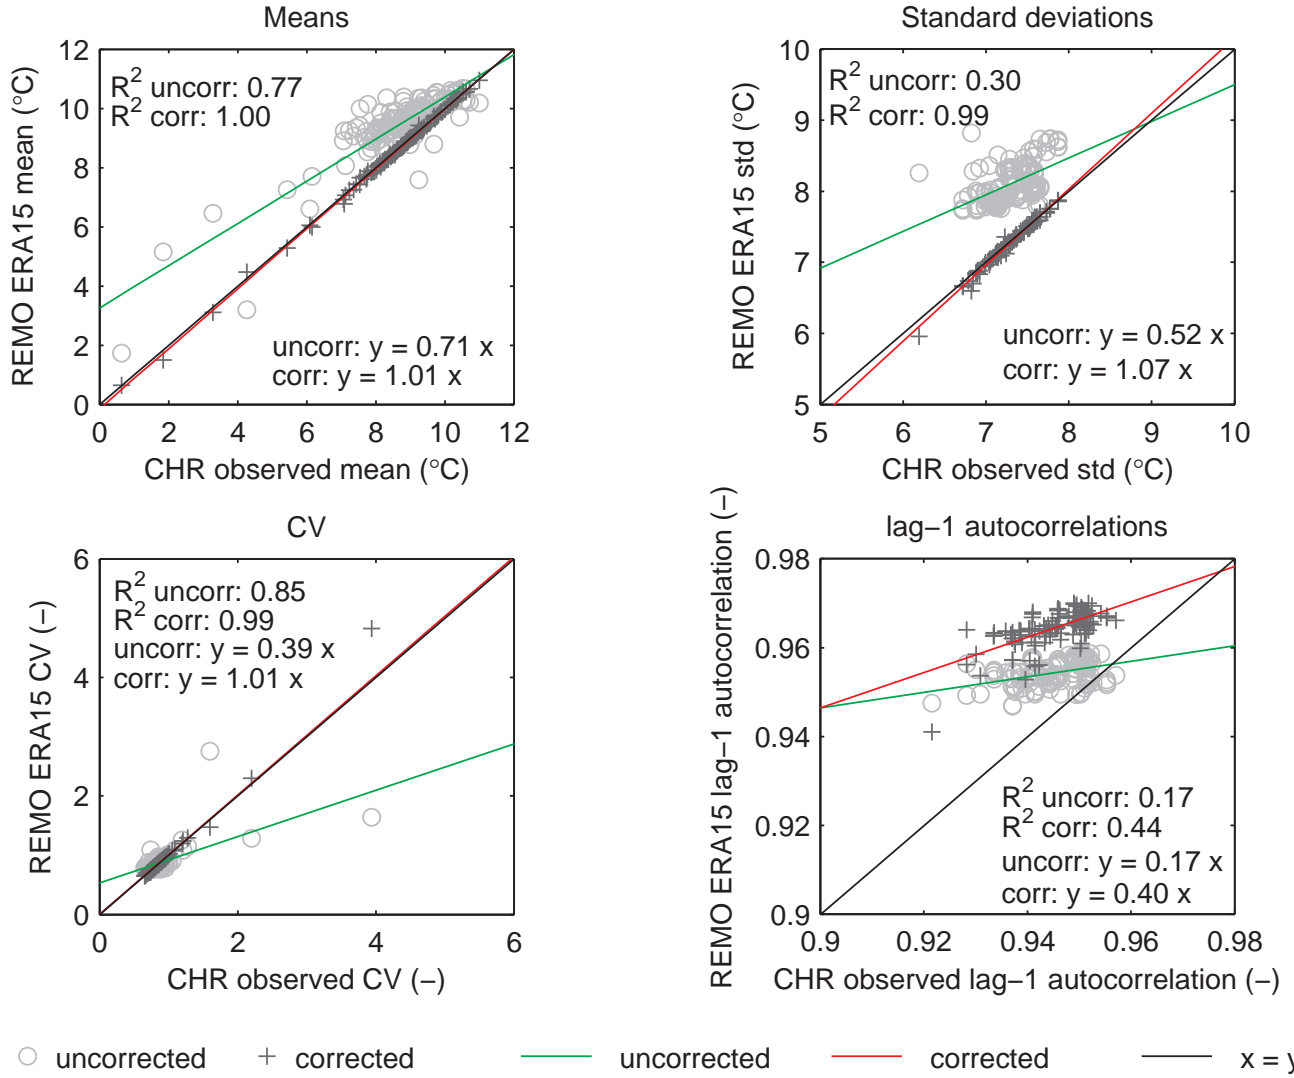 Means
R² uncorr: 0.77
R² corr: 1.00
uncorr: y = 0.71 x
corr: y = 1.01 x
12
10
8
6
4
2
0
0 2 4 6 8 10 12
REMO ERA15 mean (°C)
CHR observed mean (°C)
Standard deviations
R² uncorr: 0.30
R² corr: 0.99
uncorr: y = 0.52 x
corr: y = 1.07 x
10
9
8
7
6
5
5 6 7 8 9 10
REMO ERA15 std (°C)
CHR observed std (°C)
CV
R² uncorr: 0.85
R² corr: 0.99
uncorr: y = 0.39 x
corr: y = 1.01 x
6
4
2
0
0 2 4 6
REMO ERA15 CV (−)
CHR observed CV (−)
lag−1 autocorrelations
R² uncorr: 0.17
R² corr: 0.44
uncorr: y = 0.17 x
corr: y = 0.40 x
0.98
0.96
0.94
0.92
0.9
0.9 0.92 0.94 0.96 0.98
REMO ERA15 lag−1 autocorrelation (−)
CHR observed lag−1 autocorrelation (−)
uncorrected corrected uncorrected corrected x = y